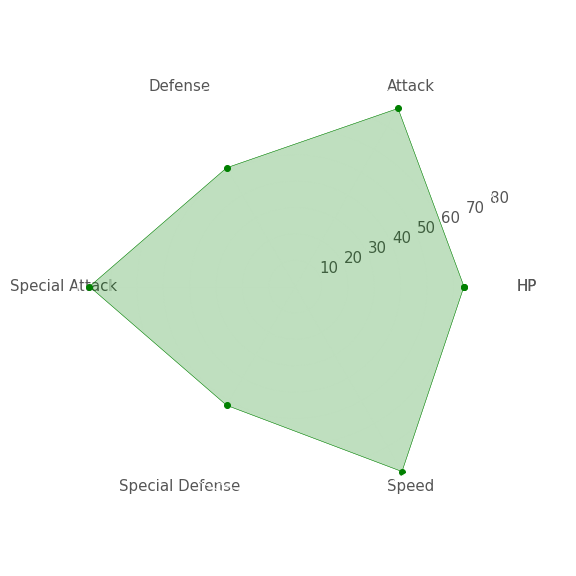 Defense
Attack
80
70
60
50
40
30
20
10
Special Attack
HP
Special Defense
Speed